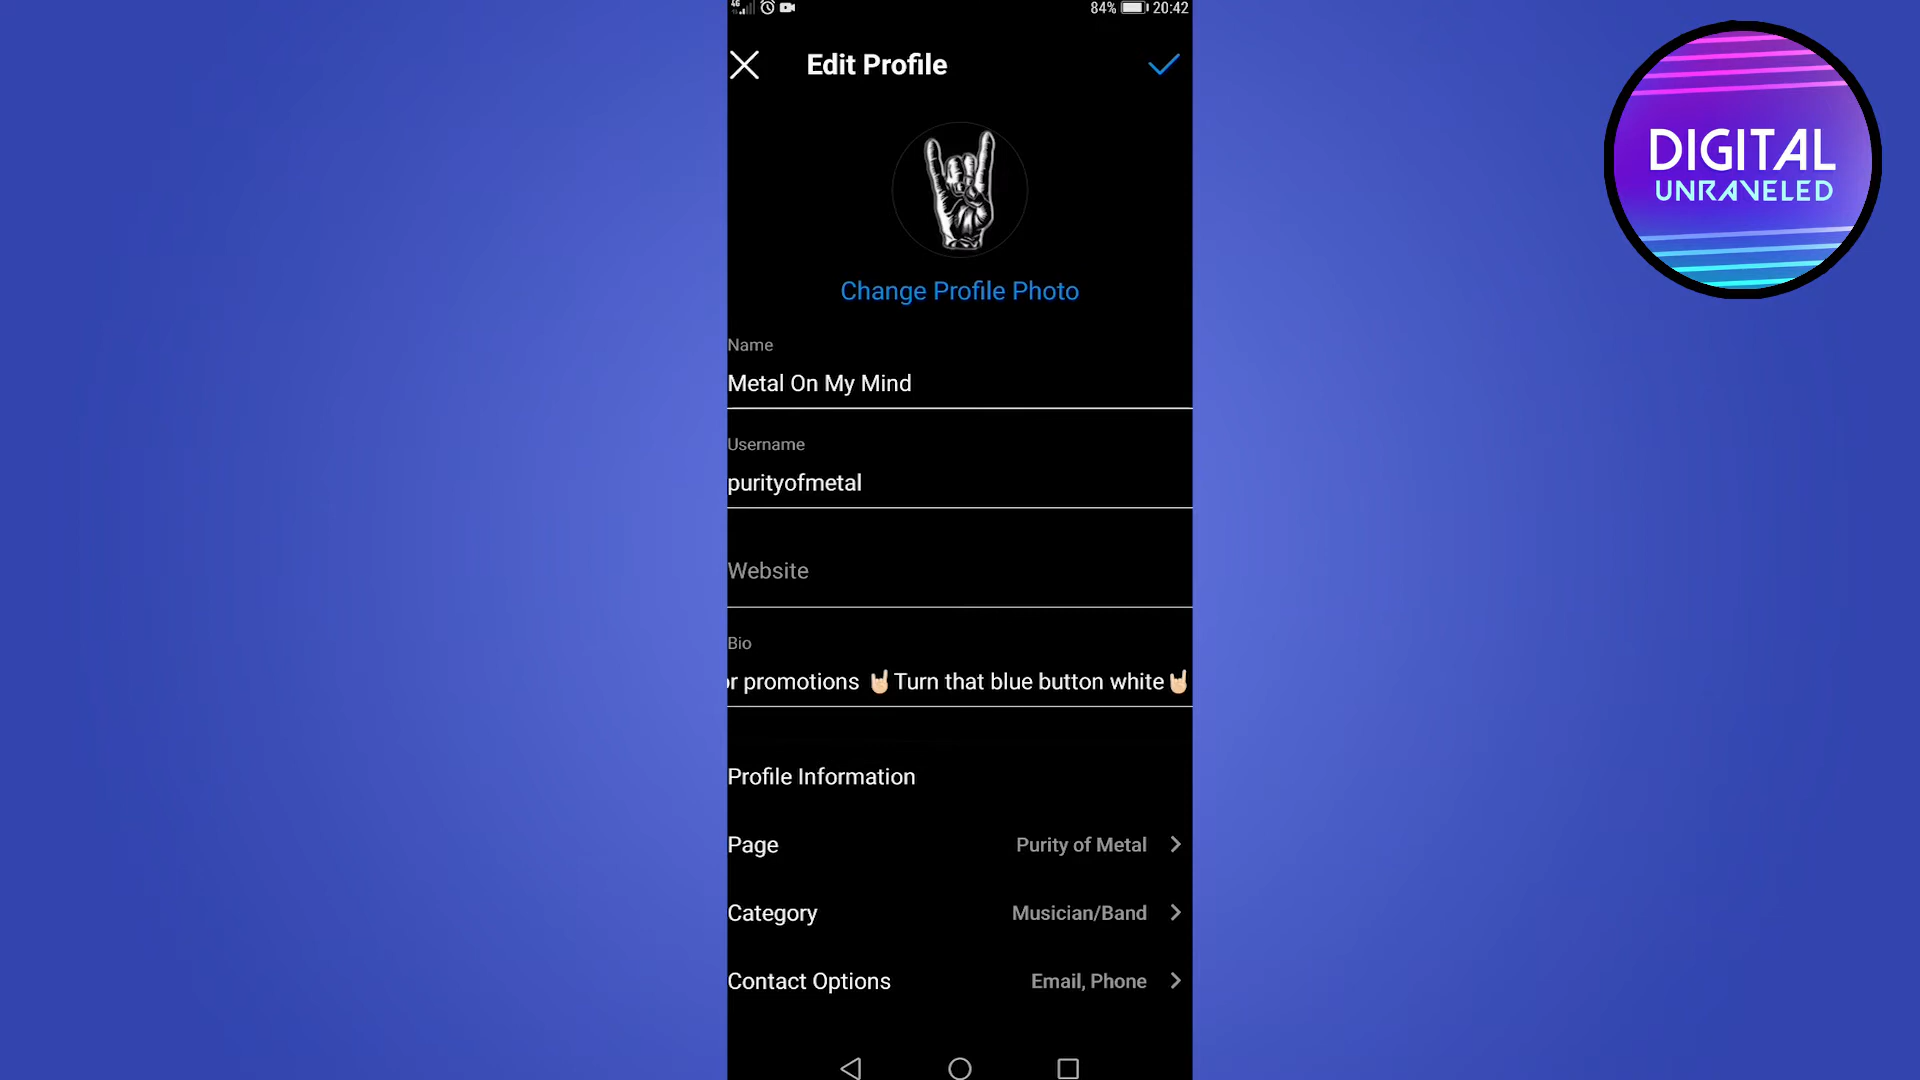 4G 84% 20:42
Edit Profile
DIGITAL
UNRAVELED
Change Profile Photo
Name
Metal On My Mind
Username
purityofmetal
Website
Bio
or promotions 🤘🏻Turn that blue button white🤘🏻
Profile Information
Page Purity of Metal
Category Musician/Band
Contact Options Email, Phone